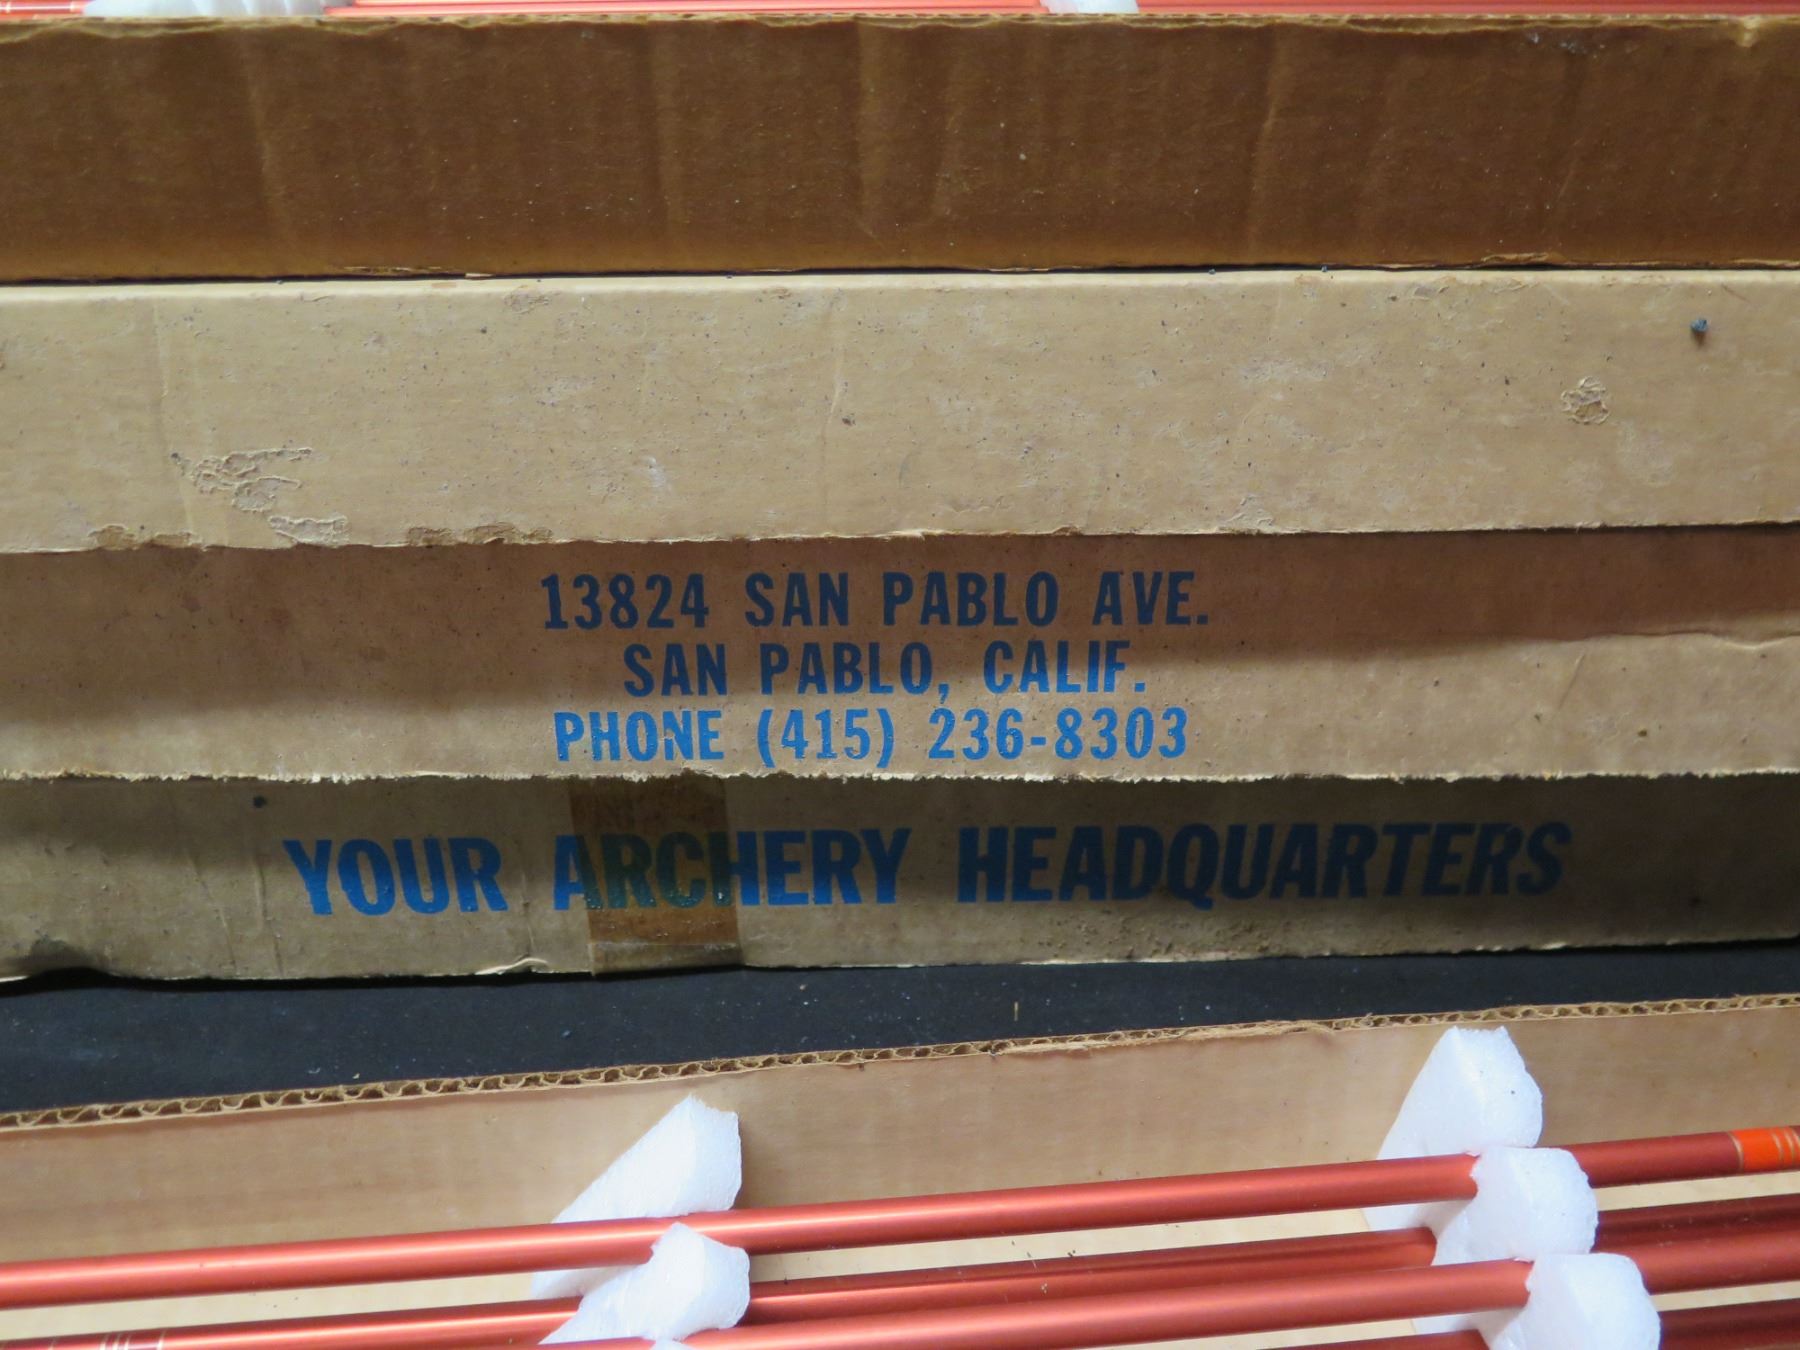 13824 SAN PABLO AVE.
SAN PABLO, CALIF.
PHONE (415) 236-8303
YOUR ARCHERY HEADQUARTERS